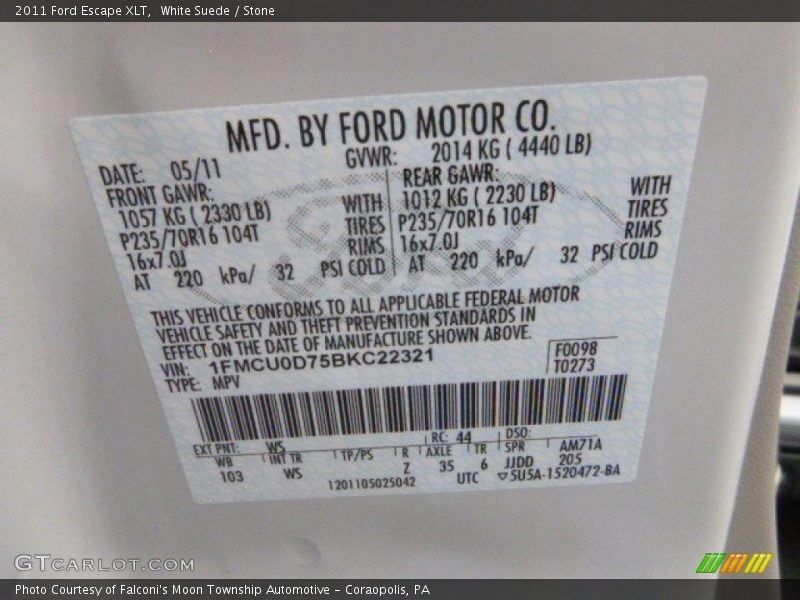 2011 Ford Escape XLT, White Suede / Stone
MFD. BY FORD MOTOR CO.
DATE: 05/11 GVWR: 2014 KG ( 4440 LB)
FRONT GAWR: REAR GAWR:
1057 KG ( 2330 LB) WITH 1012 KG ( 2230 LB) WITH
P235/70R16 104T TIRES P235/70R16 104T TIRES
16x7.0J RIMS 16x7.0J RIMS
AT 220 kPa/ 32 PSI COLD AT 220 kPa/ 32 PSI COLD
THIS VEHICLE CONFORMS TO ALL APPLICABLE FEDERAL MOTOR
VEHICLE SAFETY AND THEFT PREVENTION STANDARDS IN
EFFECT ON THE DATE OF MANUFACTURE SHOWN ABOVE.
VIN: 1FMCU0D75BKC22321 F0098
TYPE: MPV T0273
EXT PNT: WS RC: 44 DSO:
WB INT TR TP/PS R AXLE TR SPR AM71A
103 WS Z 35 6 JJDD 205
1201105025042 UTC ▽5U5A-1520472-BA
GTCARLOT.COM
Photo Courtesy of Falconi's Moon Township Automotive - Coraopolis, PA